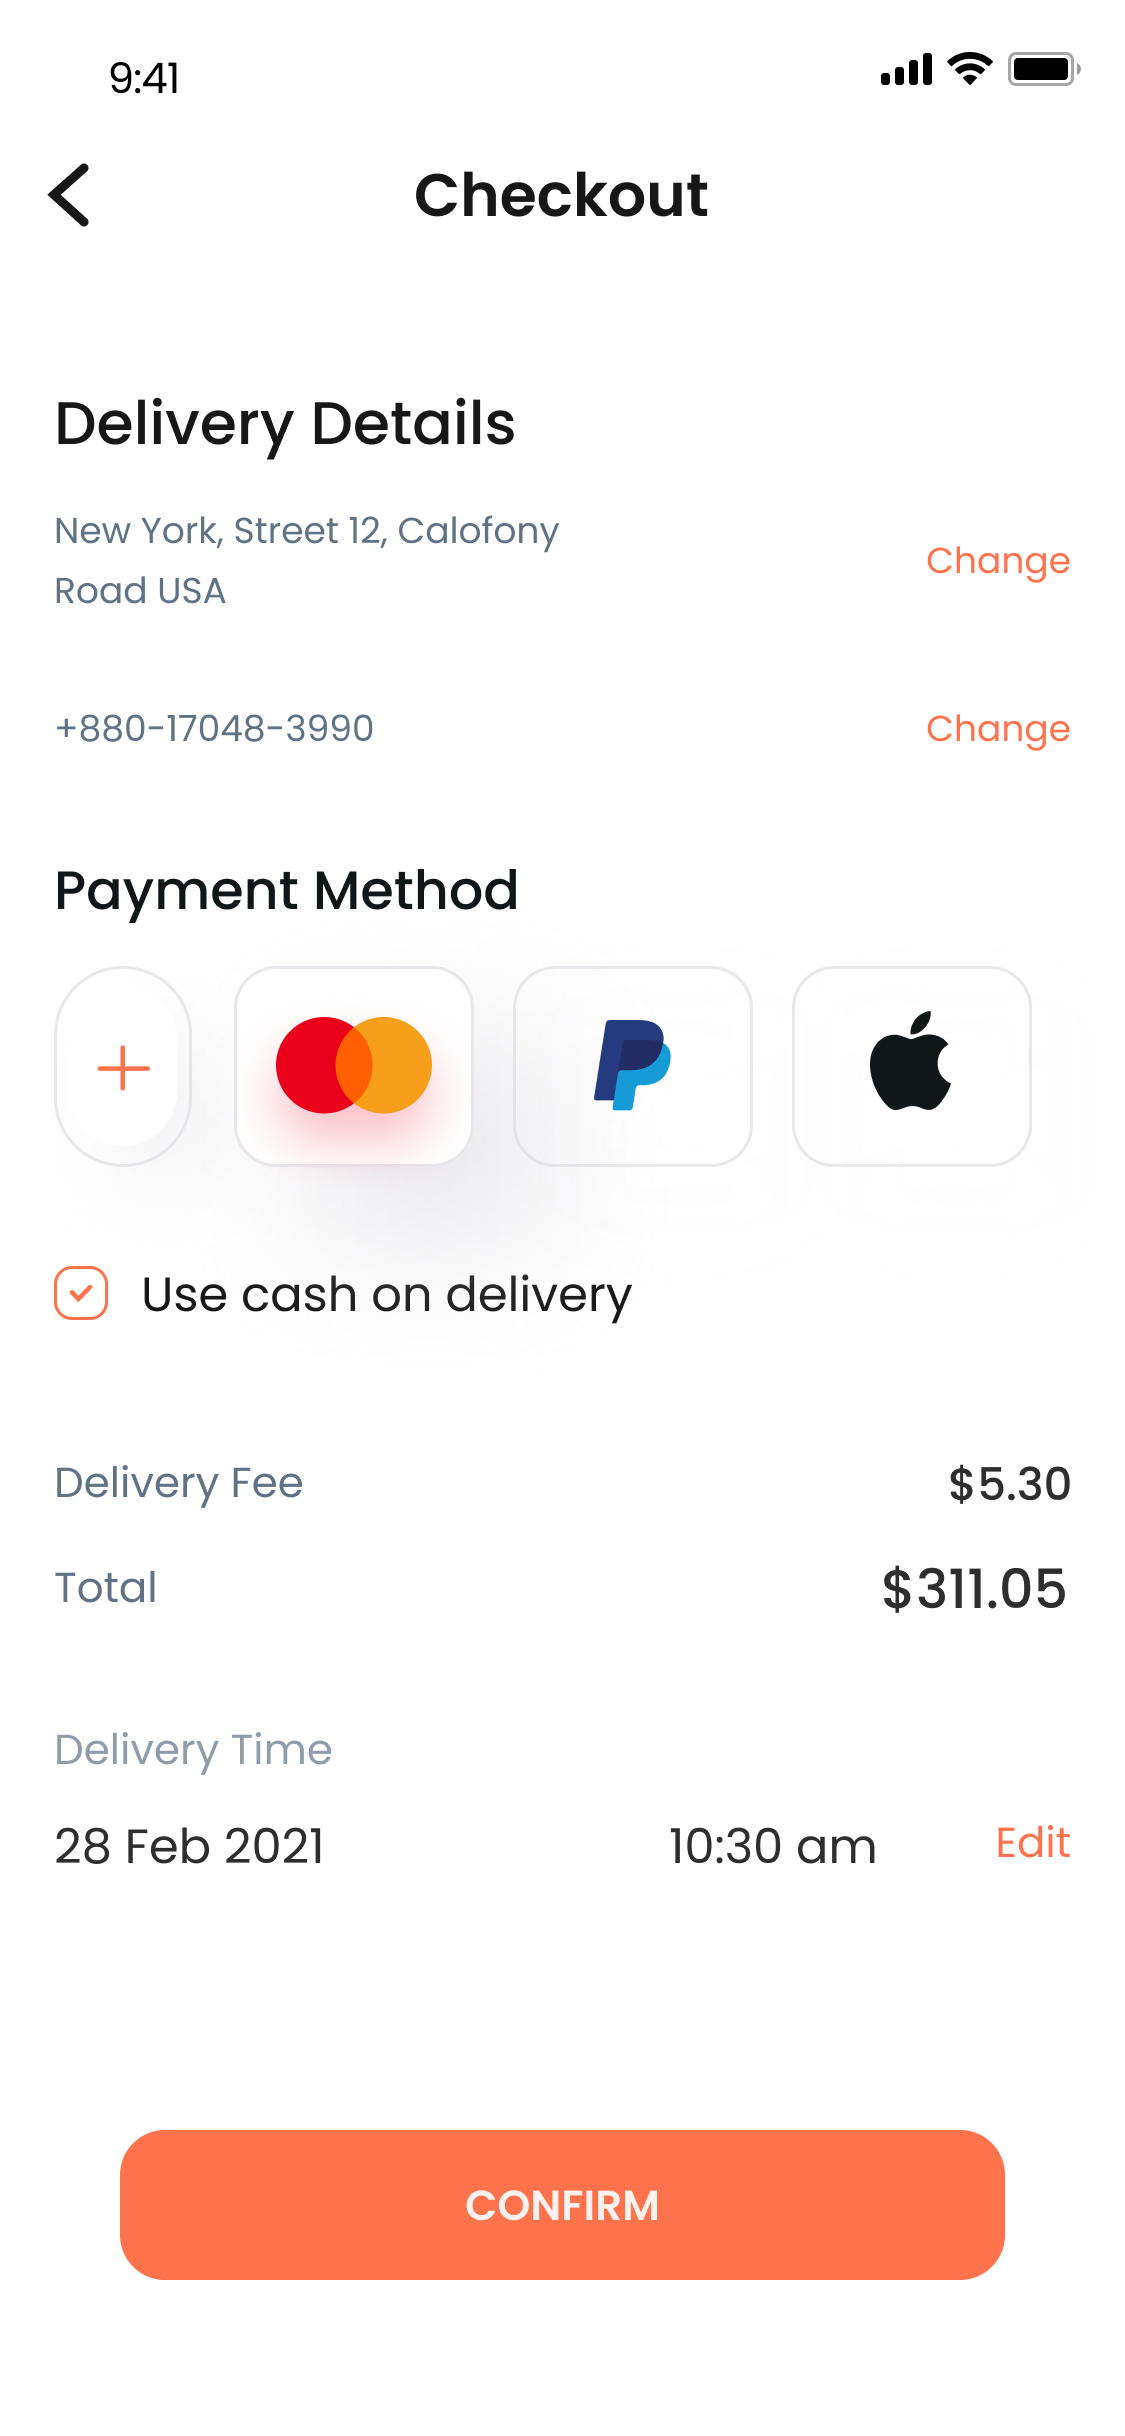 9:41
Checkout
Delivery Details
New York, Street 12, Calofony
Road USA
Change
+880-17048-3990
Change
Payment Method
Use cash on delivery
Delivery Fee
$5.30
Total
$311.05
Delivery Time
28 Feb 2021
10:30 am
Edit
CONFIRM